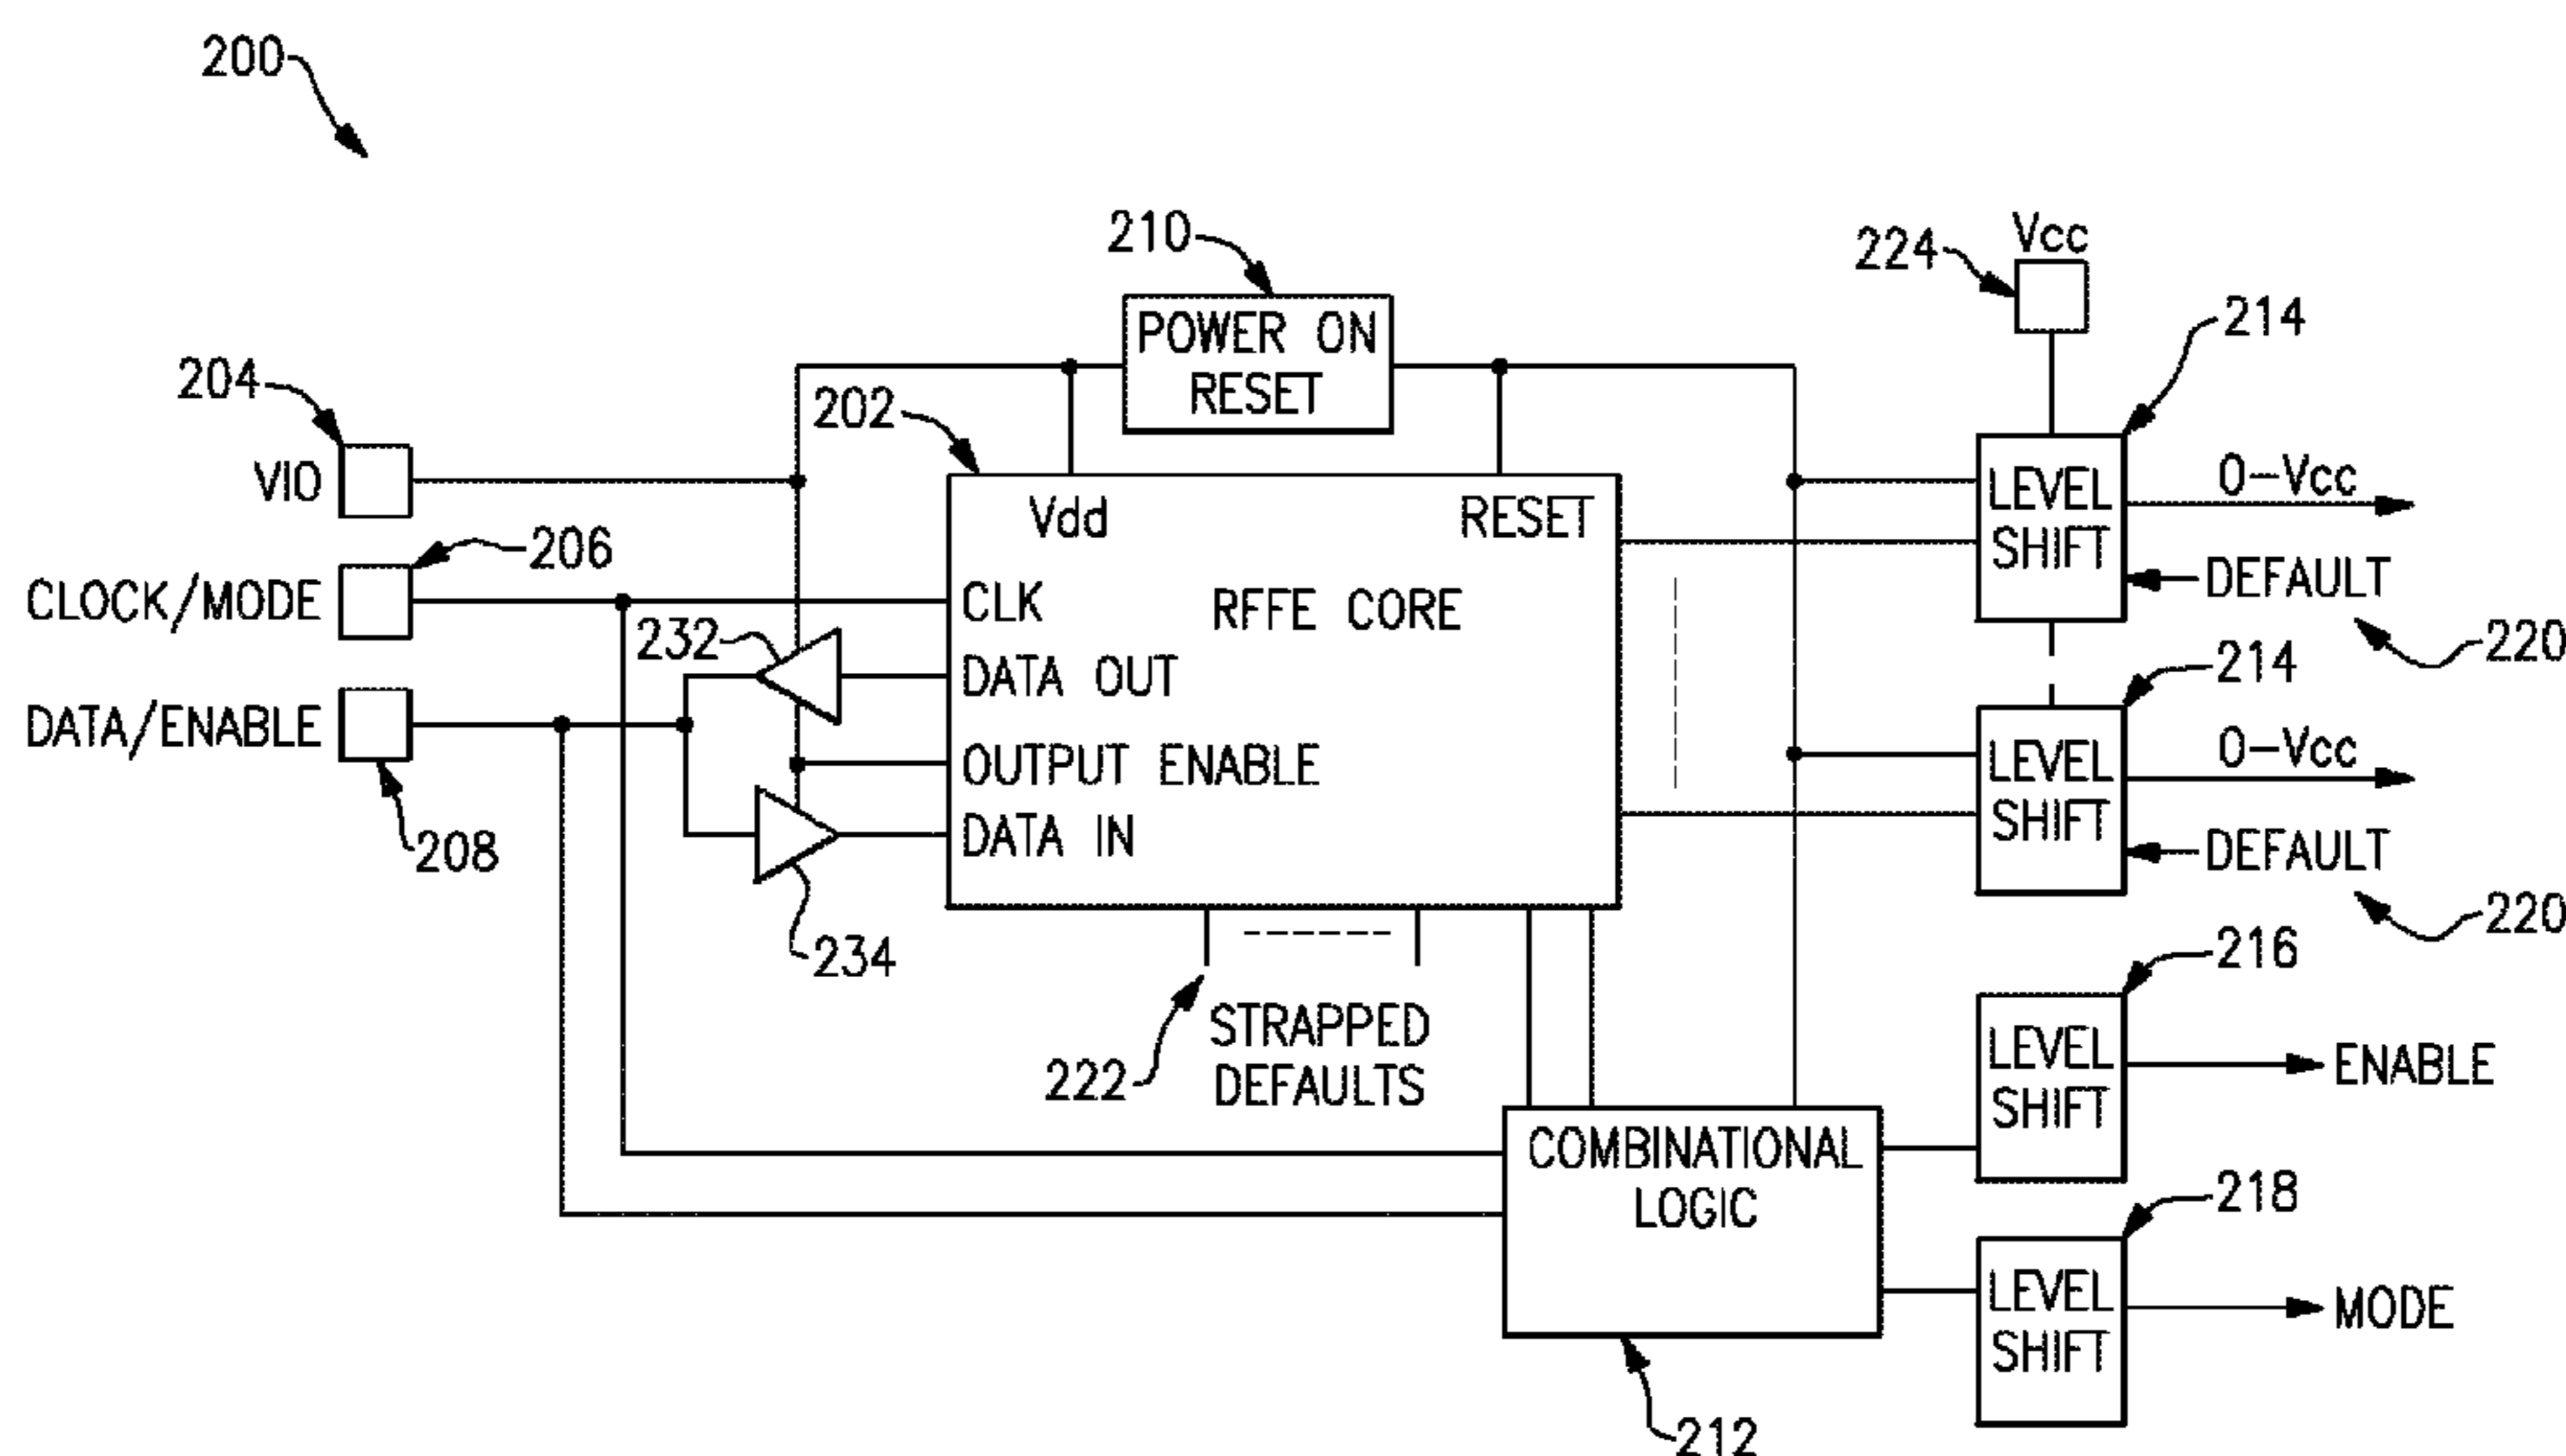 200
210
Vcc
224
214
POWER ON
RESET
204
202
VIO
Vdd
RESET
LEVEL
SHIFT
0-Vcc
206
DEFAULT
220
CLOCK/MODE
CLK
RFFE CORE
232
DATA OUT
214
DATA/ENABLE
OUTPUT ENABLE
LEVEL
SHIFT
0-Vcc
208
DATA IN
DEFAULT
220
234
216
STRAPPED
DEFAULTS
222
LEVEL
SHIFT
ENABLE
COMBINATIONAL
LOGIC
218
LEVEL
SHIFT
MODE
212